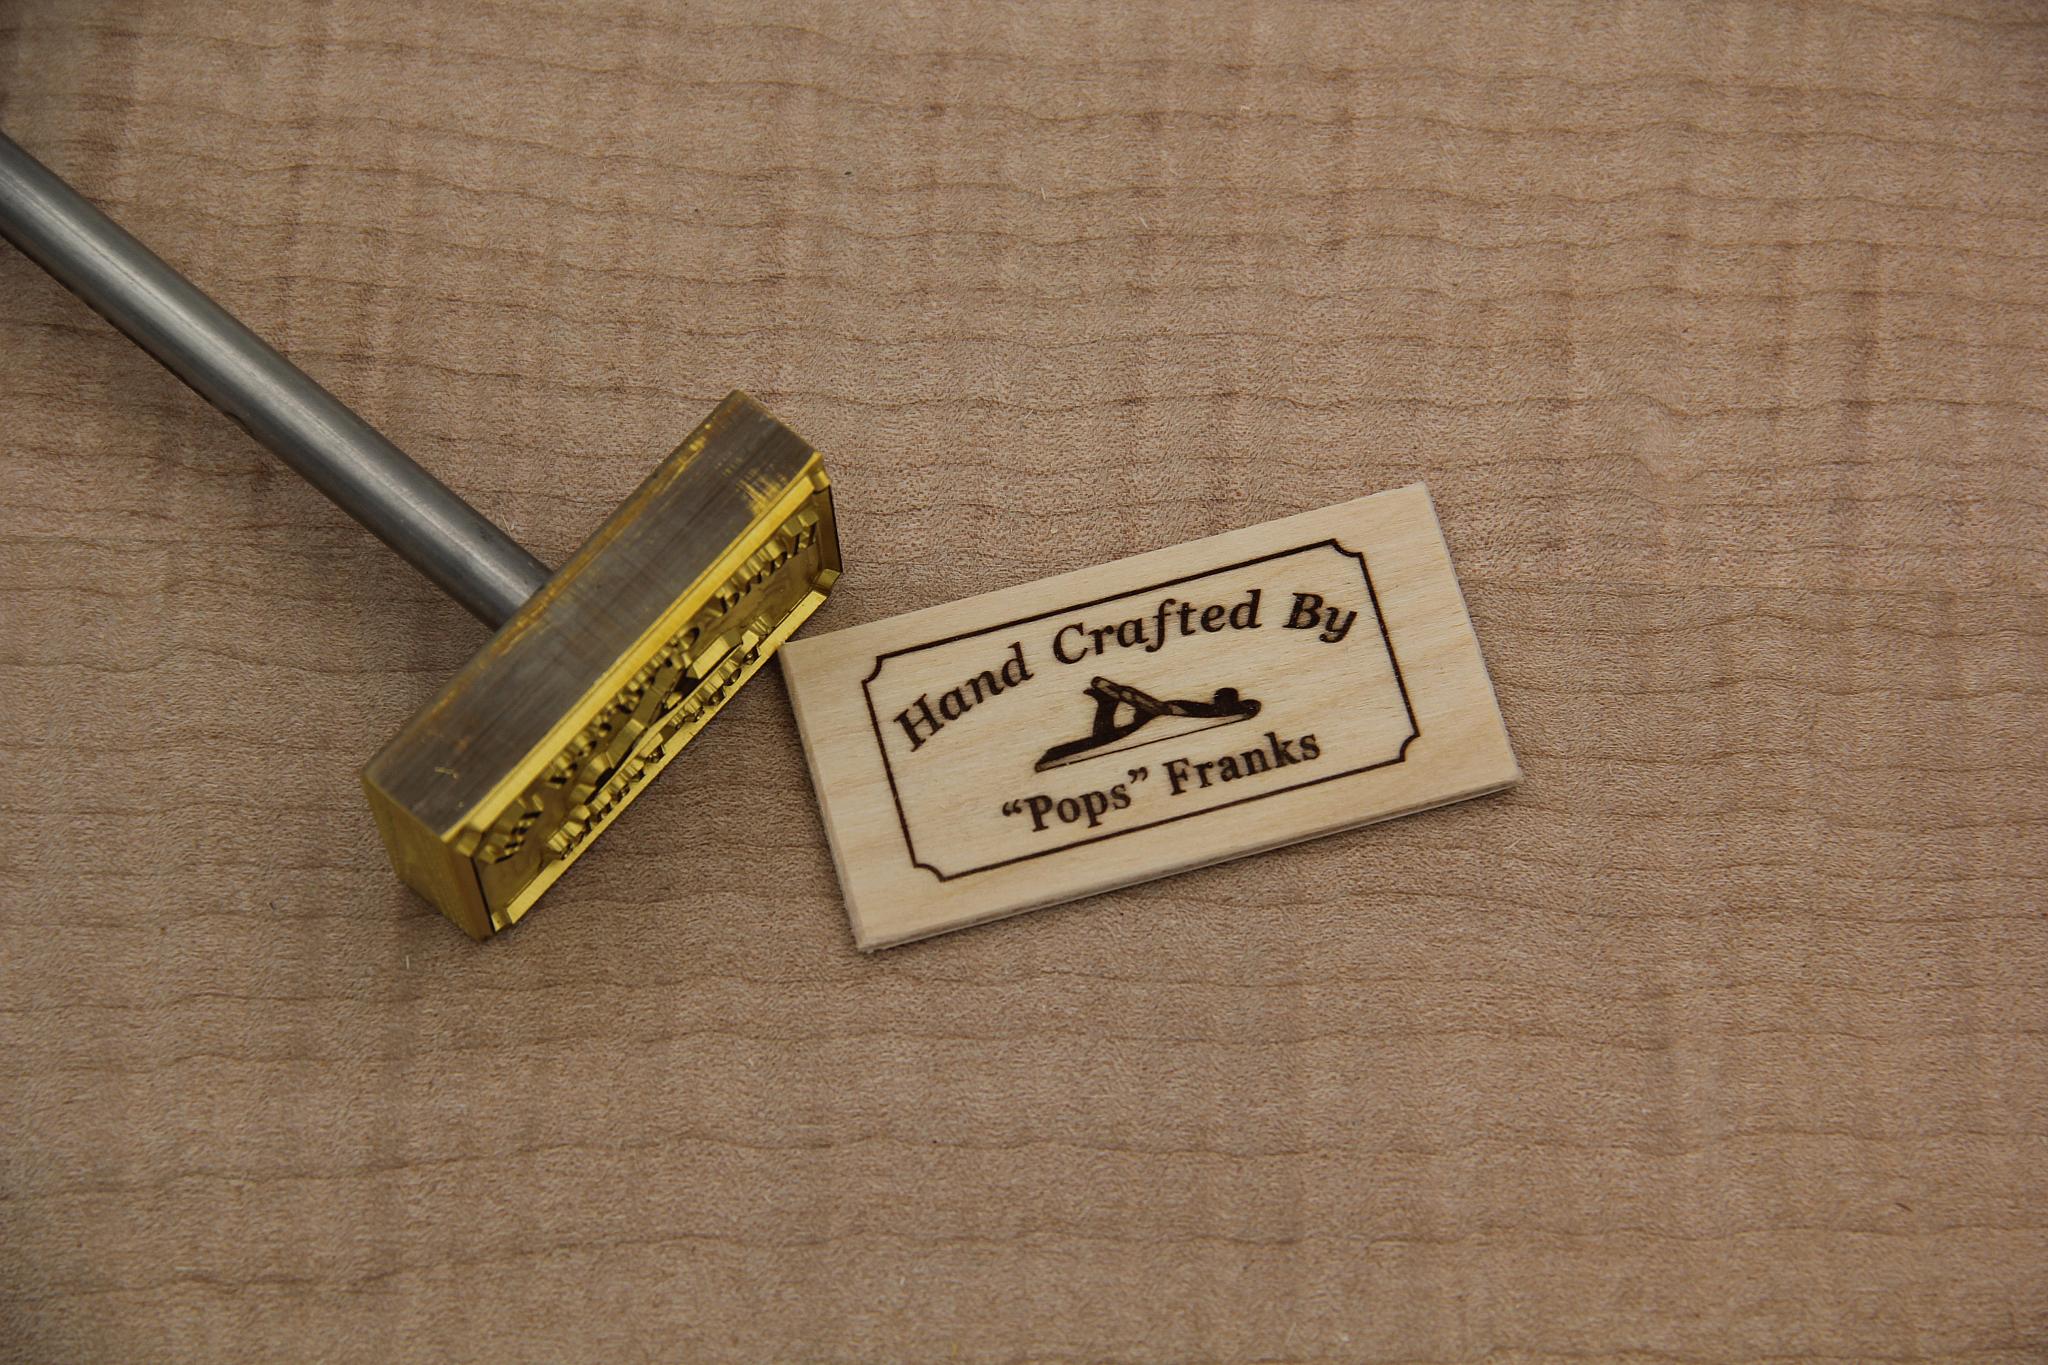 Hand Crafted By
“Pops” Franks